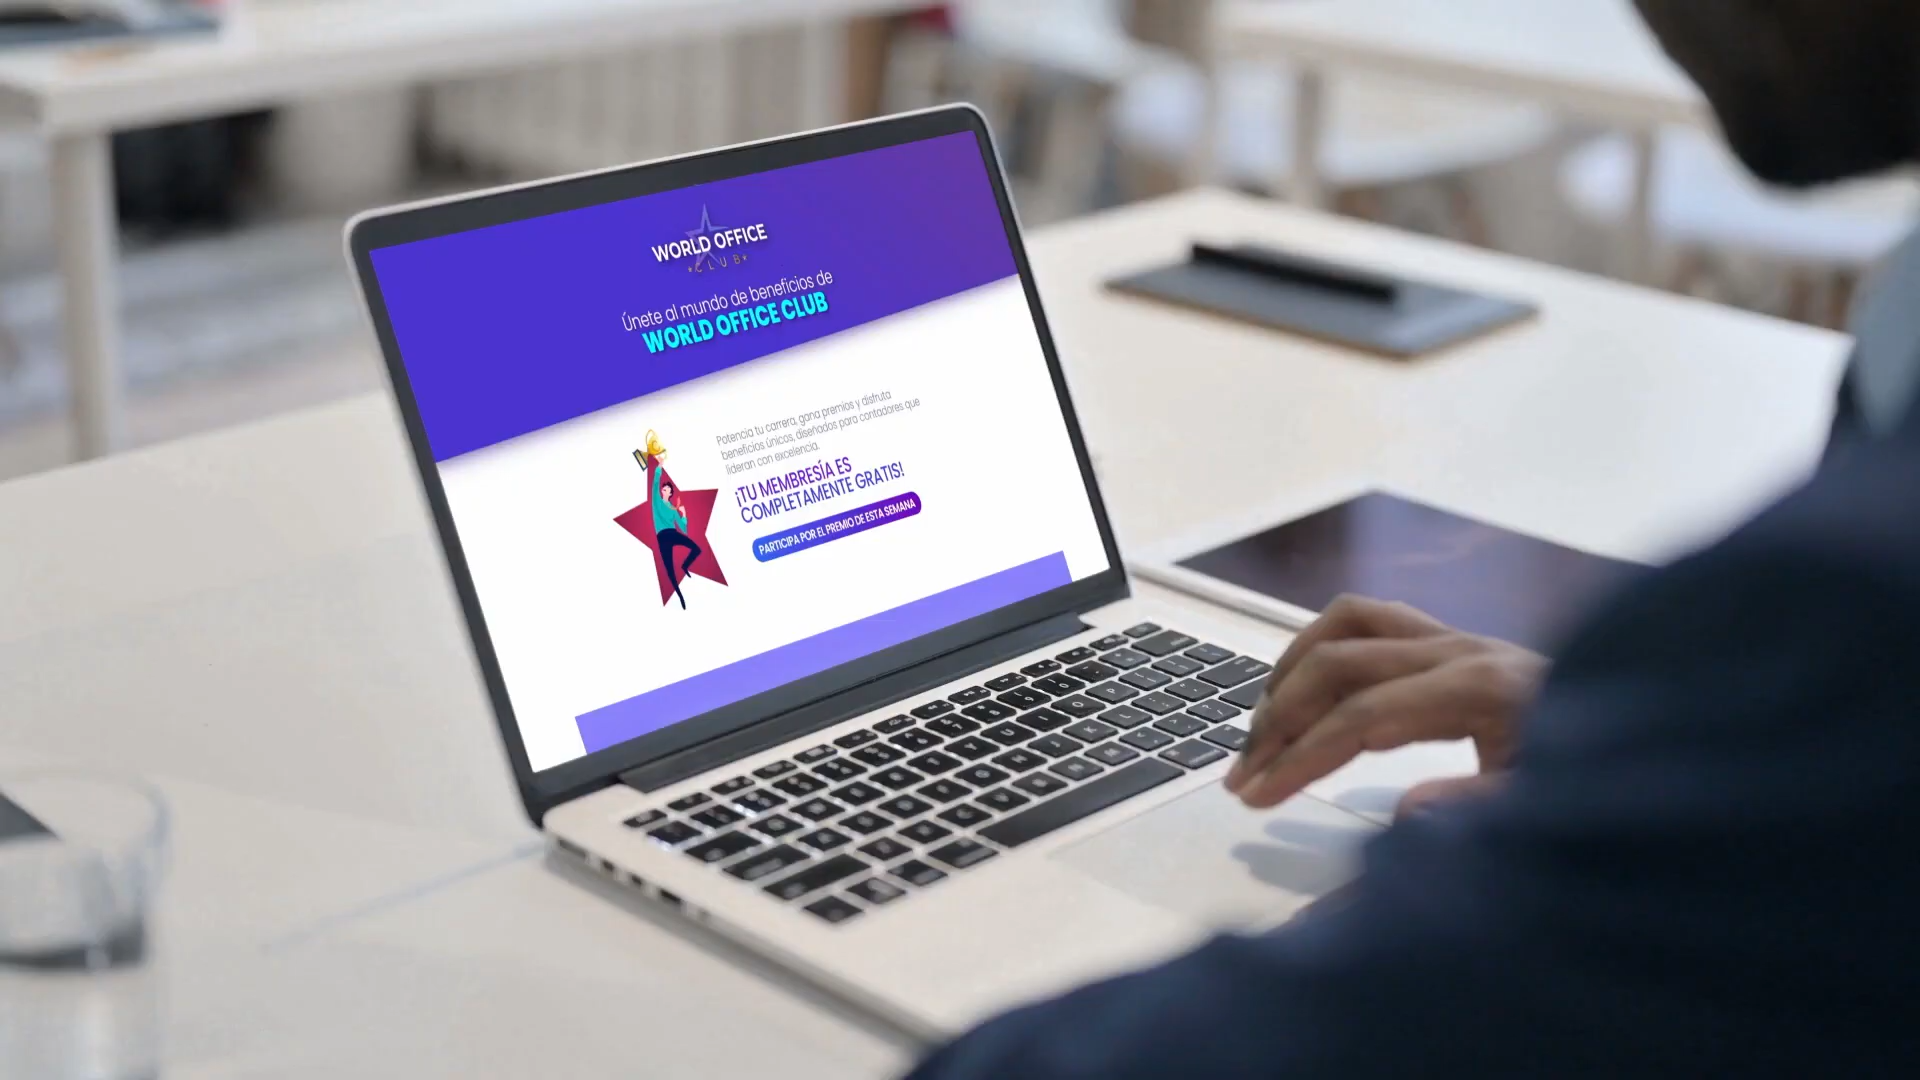 WORLD OFFICE
CLUB
Únete al mundo de beneficios de
WORLD OFFICE CLUB
Potencia tu carrera, gana premios y disfruta
beneficios únicos, diseñados para contadores que
lideran con excelencia.
¡TU MEMBRESÍA ES
COMPLETAMENTE GRATIS!
PARTICIPA POR EL PREMIO DE ESTA SEMANA